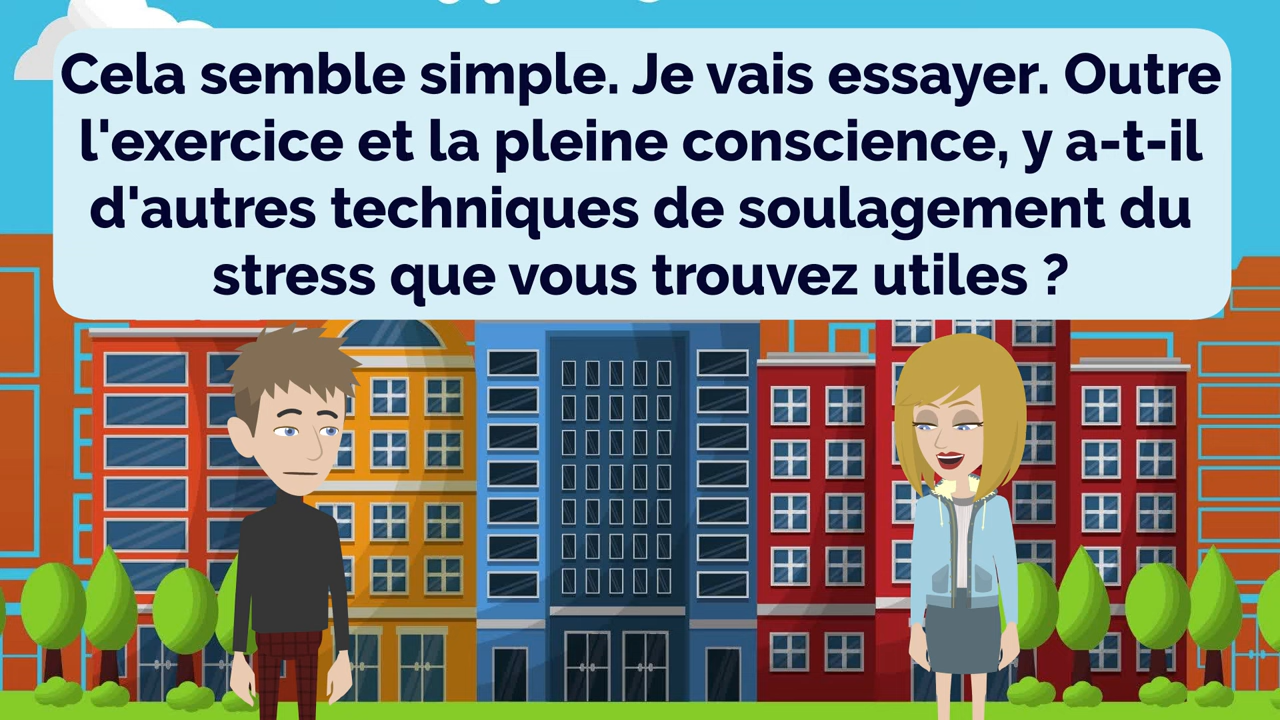 Cela semble simple. Je vais essayer. Outre
l'exercice et la pleine conscience, y a-t-il
d'autres techniques de soulagement du
stress que vous trouvez utiles ?